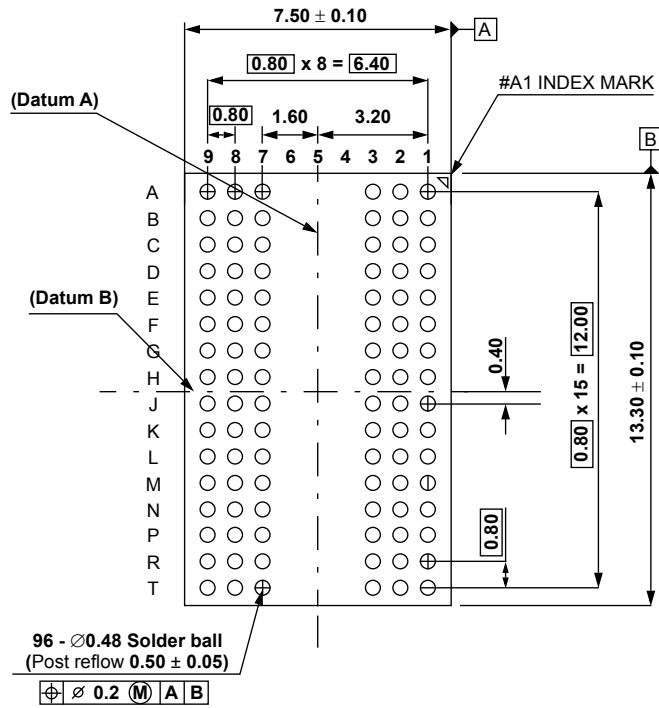 7.50 ± 0.10
A
0.80 x 8 = 6.40
#A1 INDEX MARK
(Datum A)
0.80
1.60
3.20
B
9 8 7 6 5 4 3 2 1
A
B
C
D
(Datum B)
E
F
G
H
J
K
L
M
N
P
R
T
0.40
0.80
0.80 x 15 = 12.00
13.30 ± 0.10
96 - ∅0.48 Solder ball
(Post reflow 0.50 ± 0.05)
⌖ ⌀ 0.2 Ⓜ A B